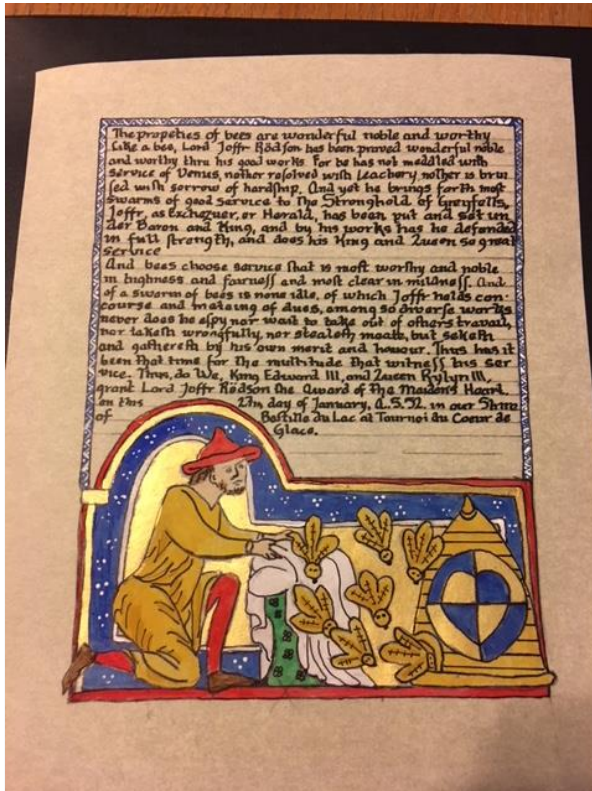 The propeties of bees are wonderful noble and worthy
Like a bee, Lord Joffr Rödson has been proved wonderful noble
and worthy thru his good works. For he has not meddled with
service of Venus, nother resolved with Leachery, nother is brui
sed with sorrow of hardship. And yet he brings forth most
swarms of good Service to the Stronghold of Greyfells,
Joffr, as Exchequer, or Herald, has been put and set un
der Baron and King, and by his works has he defended
in full strength, and does his King and Queen so great
service
And bees choose service that is most worthy and noble
in highness and fairness and most clear in mildness. And
of a swarm of bees is none idle, of which Joffr holds con-
course and meteing of dues, among so diverse works
never does he espy nor wait to take out of others travail,
nor taketh wrongfully, nor stealeth meate, but seketh
and gathereth by his own merit and honour. Thus has it
been that time for the multitude that witness his ser
vice. Thus, do We, King Edward III, and Queen Rylyn III,
grant Lord Joffr Rödson the Award of the Maidens Heart
on this 27th day of January, A.S. 52. in our Shire
of Bastille du Lac at Tournoi du Coeur de
Glace.